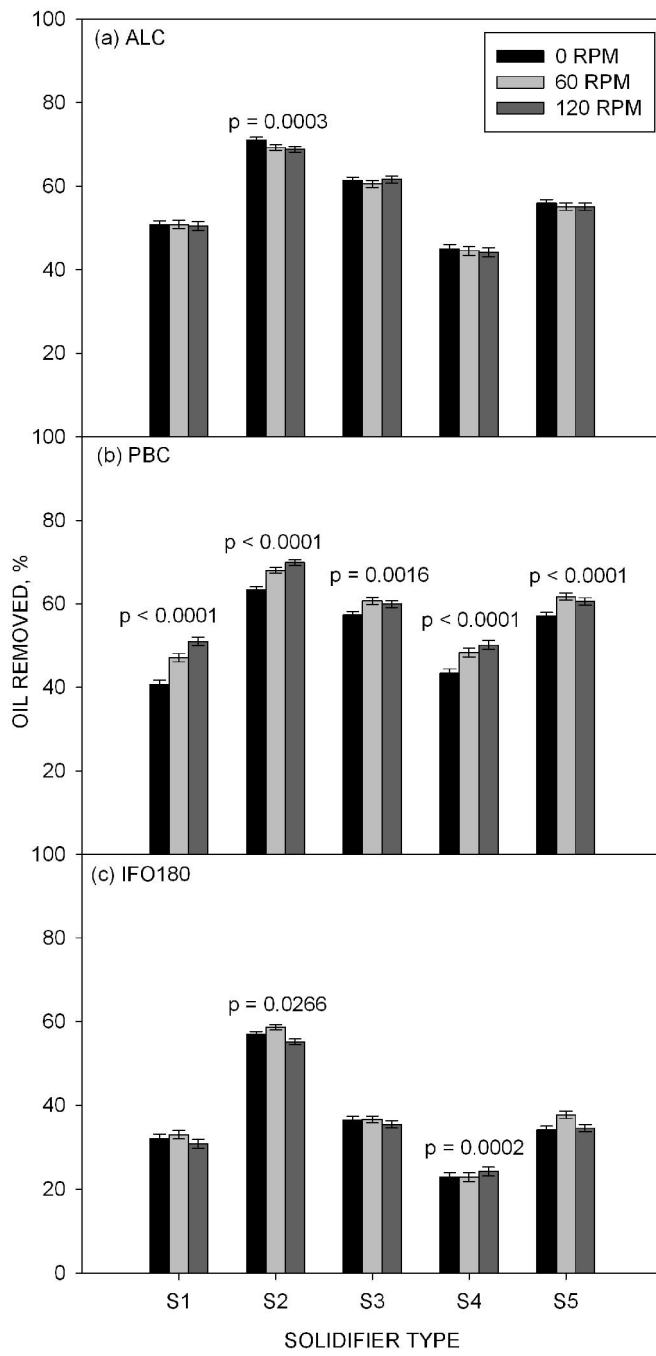 100
(a) ALC
0 RPM
60 RPM
120 RPM
80
p = 0.0003
60
40
20
100
(b) PBC
80
p < 0.0001
p = 0.0016
p < 0.0001
p < 0.0001
60
p < 0.0001
40
20
OIL REMOVED, %
100
(c) IFO180
80
60
p = 0.0266
40
p = 0.0002
20
0
S1 S2 S3 S4 S5
SOLIDIFIER TYPE